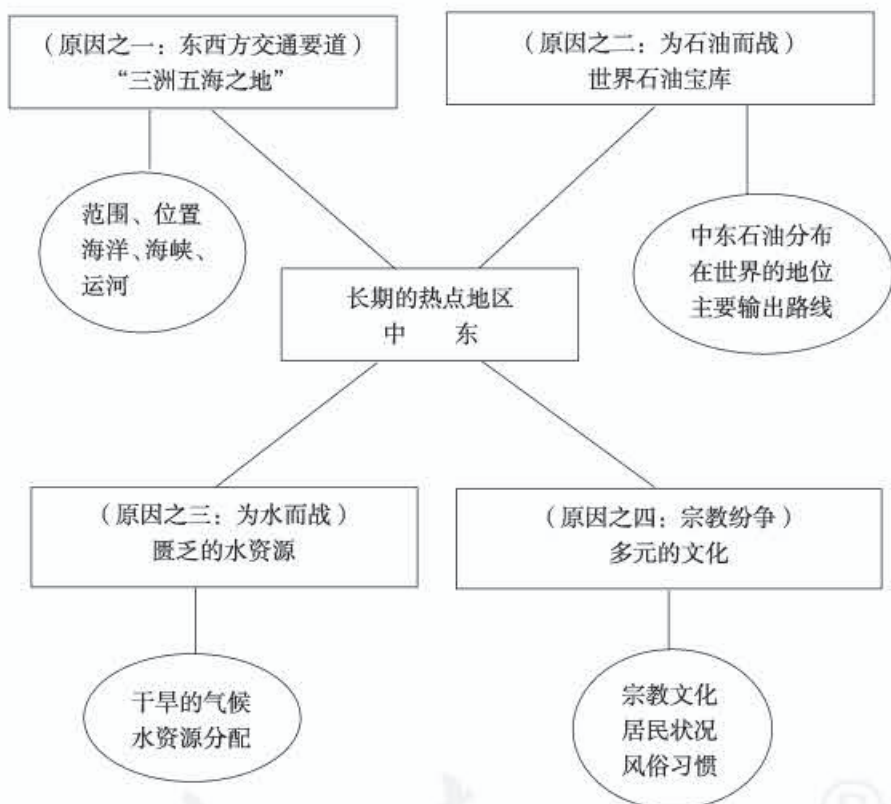 （原因之一：东西方交通要道）
“三洲五海之地”
（原因之二：为石油而战）
世界石油宝库
范围、位置
海洋、海峡、
运河
中东石油分布
在世界的地位
主要输出路线
长期的热点地区
中 东
（原因之三：为水而战）
匮乏的水资源
（原因之四：宗教纷争）
多元的文化
干旱的气候
水资源分配
宗教文化
居民状况
风俗习惯